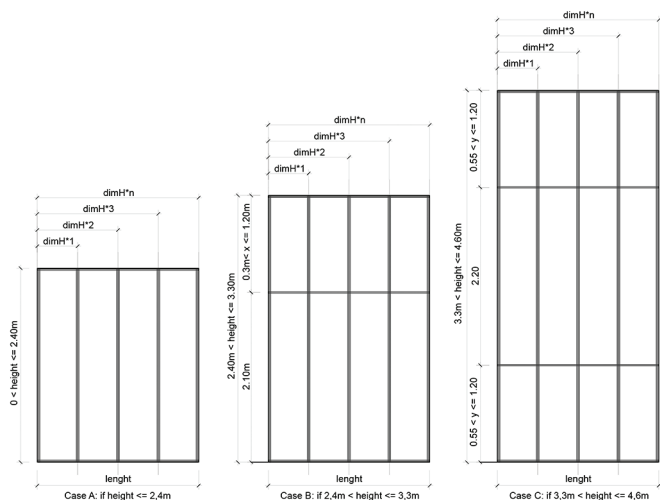 dimH*n
dimH*3
dimH*2
dimH*1
0 < height <= 2.40m
lenght
Case A: if height <= 2,4m
dimH*n
dimH*3
dimH*2
dimH*1
0.3m< x <= 1.20m
2.40m < height <= 3.30m
2.10m
lenght
Case B: if 2,4m < height <= 3,3m
dimH*n
dimH*3
dimH*2
dimH*1
0.55 < y <= 1.20
3.3m < height <= 4.60m
2.20
0.55 < y <= 1.20
lenght
Case C: if 3,3m < height <= 4,6m